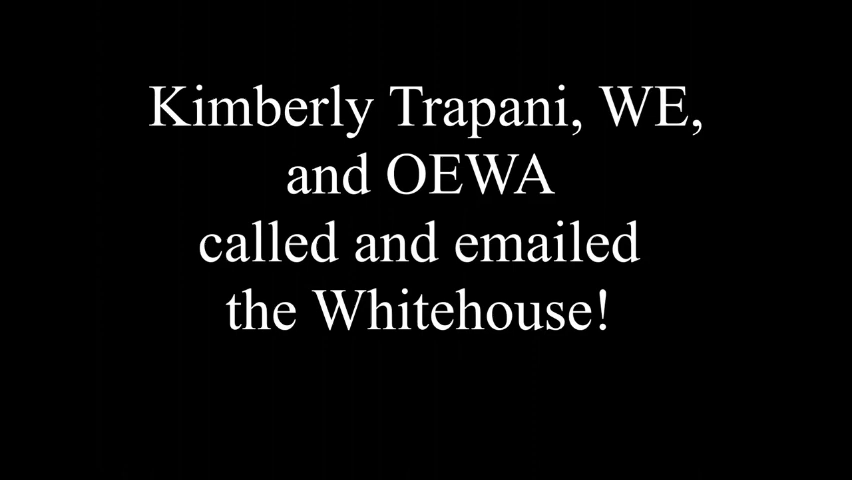 Kimberly Trapani, WE,
and OEWA
called and emailed
the Whitehouse!